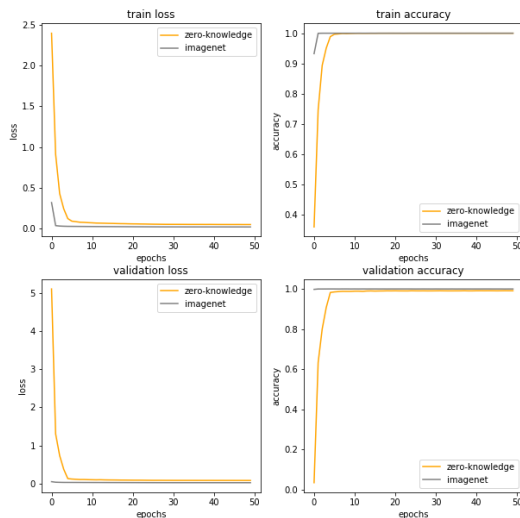 train loss
2.5
2.0
1.5
1.0
0.5
0.0
loss
zero-knowledge
imagenet
0 10 20 30 40 50
epochs
train accuracy
1.0
0.9
0.8
0.7
0.6
0.5
0.4
accuracy
zero-knowledge
imagenet
0 10 20 30 40 50
epochs
validation loss
5
4
3
2
1
0
loss
zero-knowledge
imagenet
0 10 20 30 40 50
epochs
validation accuracy
1.0
0.8
0.6
0.4
0.2
0.0
accuracy
zero-knowledge
imagenet
0 10 20 30 40 50
epochs